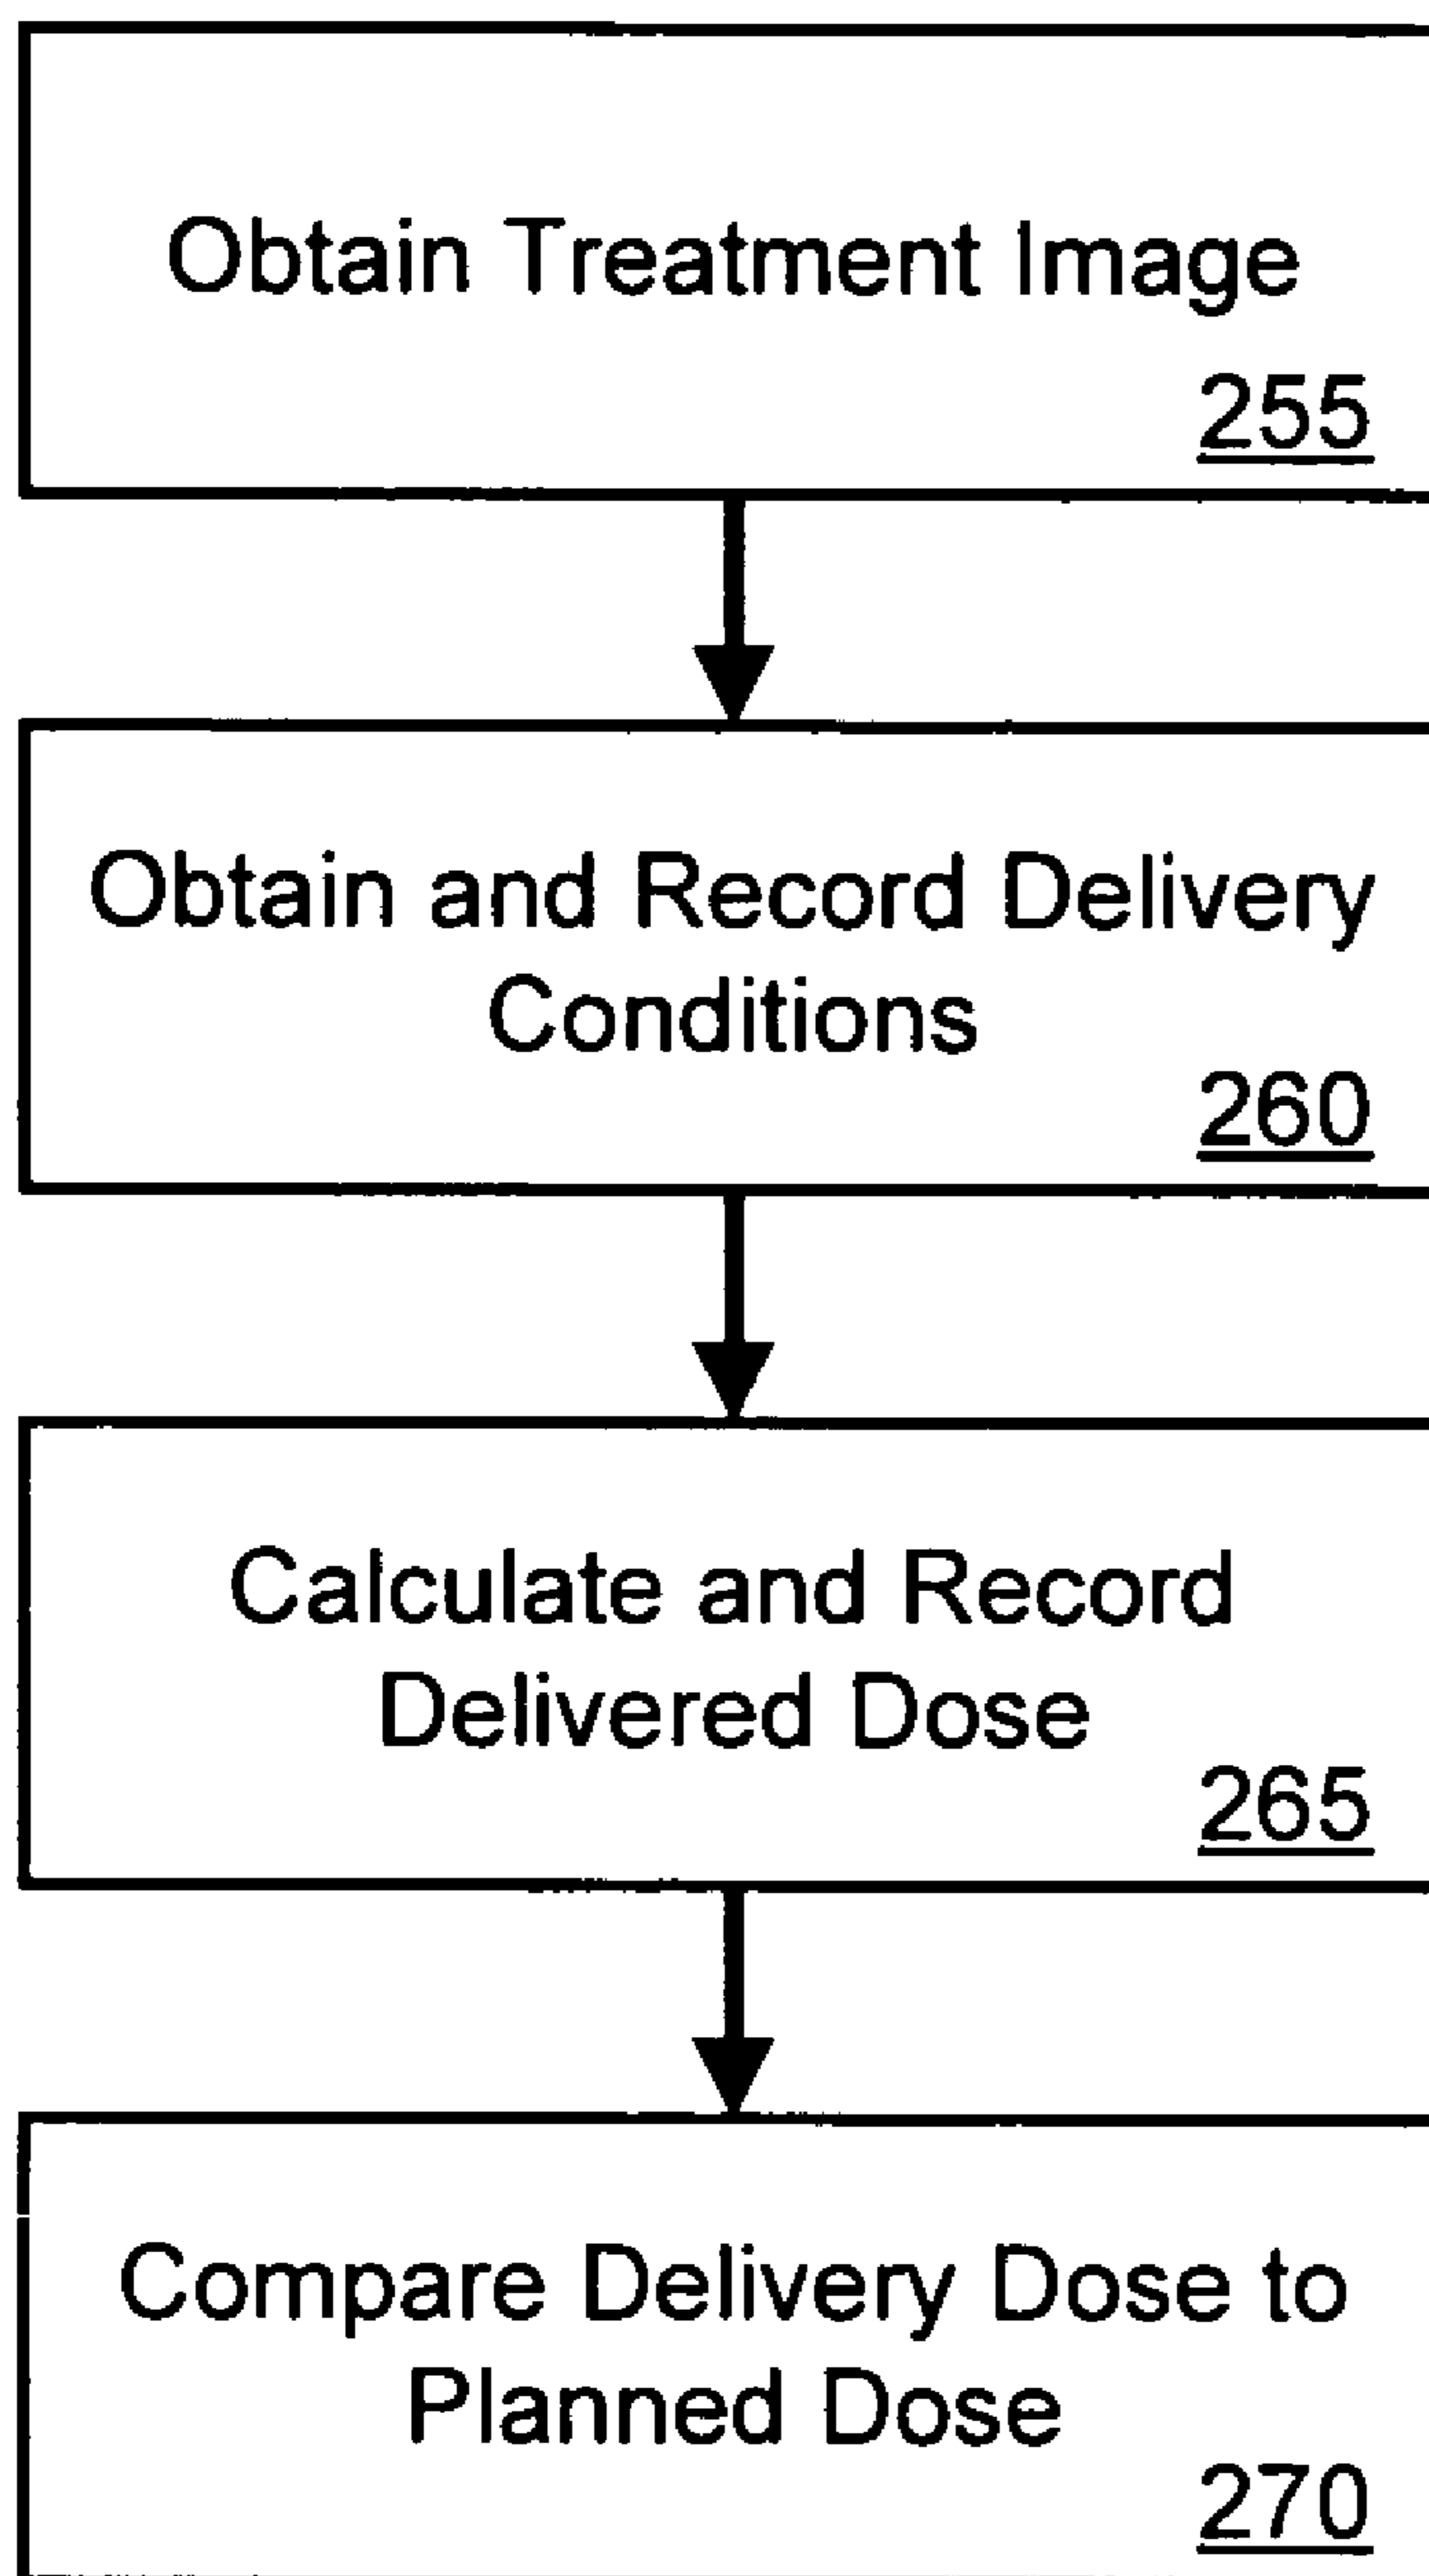 Obtain Treatment Image
255
Obtain and Record Delivery
Conditions
260
Calculate and Record
Delivered Dose
265
Compare Delivery Dose to
Planned Dose
270